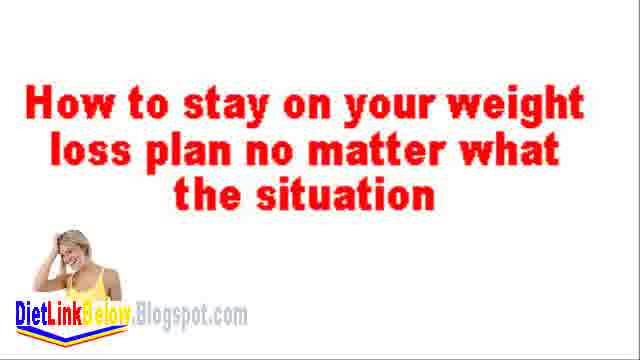 How to stay on your weight
loss plan no matter what
the situation
DietLinkBelow.Blogspot.com